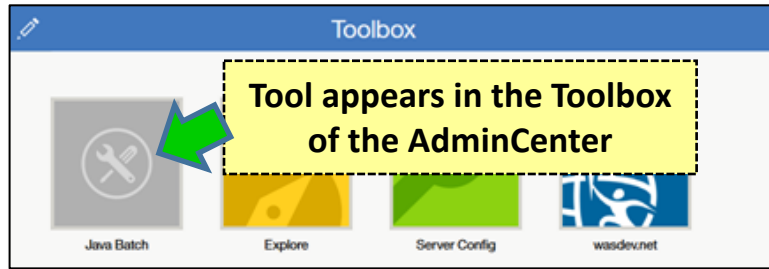 Toolbox
Tool appears in the Toolbox
of the AdminCenter
Java Batch
Explore
Server Config
wasdev.net